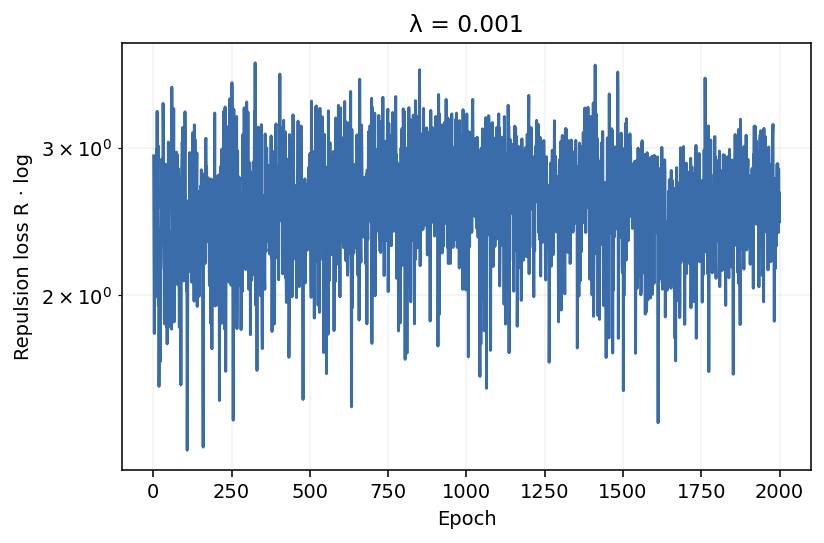 λ = 0.001
Repulsion loss R · log
3 × 10⁰
2 × 10⁰
0 250 500 750 1000 1250 1500 1750 2000
Epoch